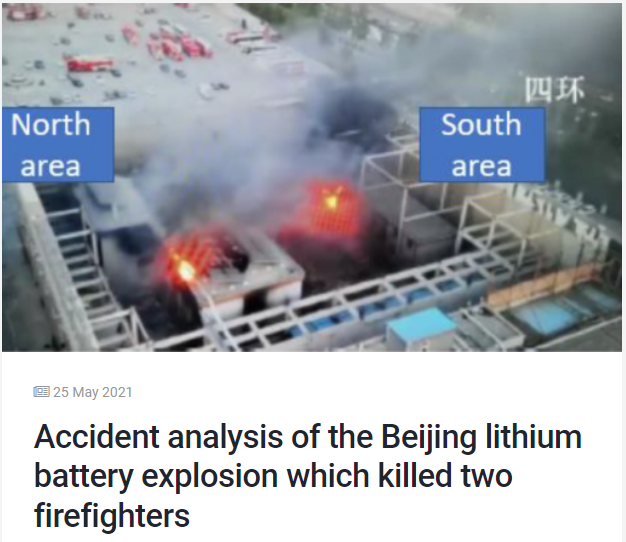 四环
North
area
South
area
25 May 2021
Accident analysis of the Beijing lithium
battery explosion which killed two
firefighters